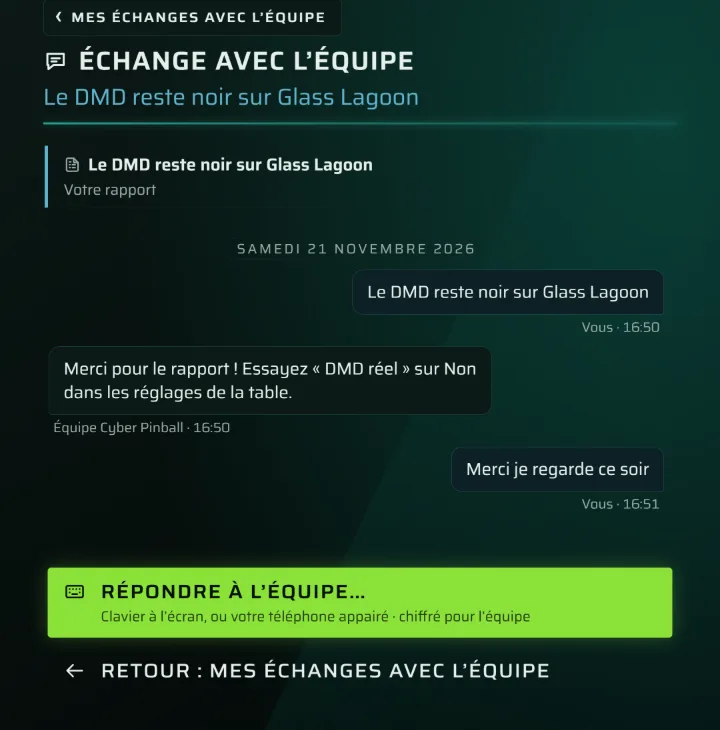 ‹ MES ÉCHANGES AVEC L’ÉQUIPE
ÉCHANGE AVEC L’ÉQUIPE
Le DMD reste noir sur Glass Lagoon
Le DMD reste noir sur Glass Lagoon
Votre rapport
SAMEDI 21 NOVEMBRE 2026
Le DMD reste noir sur Glass Lagoon
Vous · 16:50
Merci pour le rapport ! Essayez « DMD réel » sur Non
dans les réglages de la table.
Équipe Cyber Pinball · 16:50
Merci je regarde ce soir
Vous · 16:51
RÉPONDRE À L’ÉQUIPE…
Clavier à l’écran, ou votre téléphone appairé · chiffré pour l’équipe
← RETOUR : MES ÉCHANGES AVEC L’ÉQUIPE